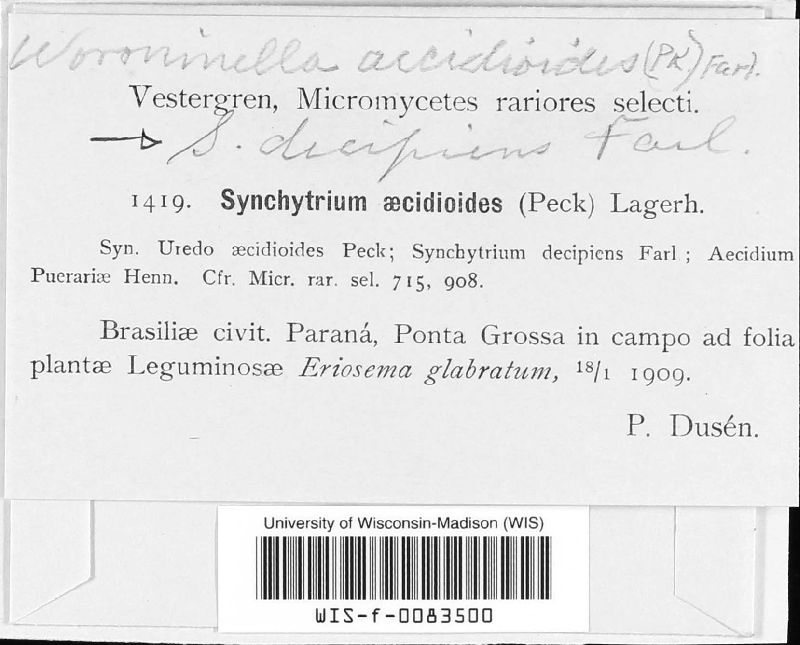 Woroninella aecidioides (Pk) Farl.
Vestergren, Micromycetes rariores selecti.
→ S. decipiens Farl.
1419. Synchytrium æcidioides (Peck) Lagerh.
Syn. Uredo æcidioides Peck; Synchytrium decipiens Farl ; Aecidium
Puerariæ Henn. Cfr. Micr. rar. sel. 715, 908.
Brasiliæ civit. Paraná, Ponta Grossa in campo ad folia
plantæ Leguminosæ Eriosema glabratum, 18/1 1909.
P. Dusén.
University of Wisconsin-Madison (WIS)
WIS-f-0083500